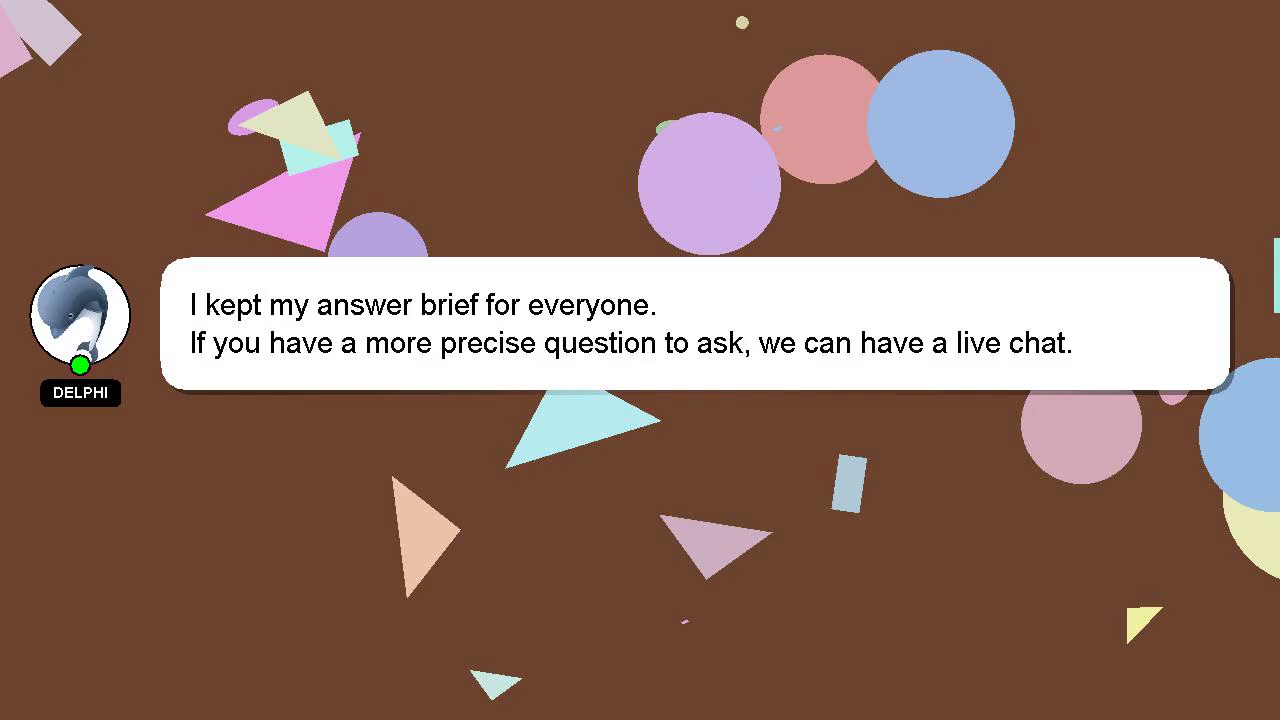 I kept my answer brief for everyone.
If you have a more precise question to ask, we can have a live chat.
DELPHI